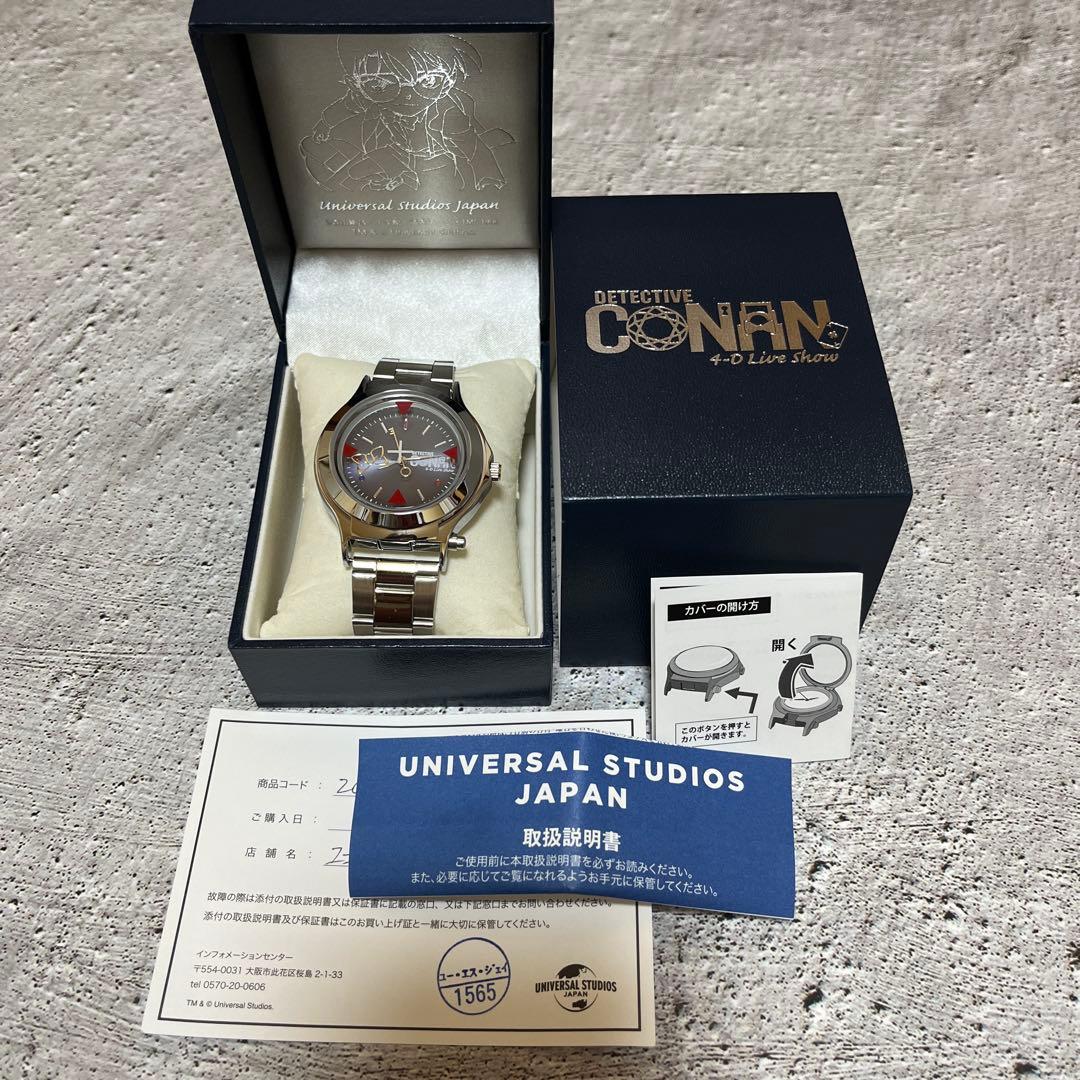 Universal Studios Japan
DETECTIVE
CONAN
4-D Live Show
DETECTIVE
CONAN
4-D Live Show
カバーの開け方
開く
このボタンを押すと
カバーが開きます。
UNIVERSAL STUDIOS
JAPAN
取扱説明書
ご使用前に本取扱説明書を必ずお読みください。
また、必要に応じてご覧になれるようお手元に保管してください。
商品コード :
ご購入日 :
店舗名 :
故障の際は添付の取扱説明書又は保証書に記載の窓口、又は下記窓口までお問い合わせください。
添付の取扱説明書及び保証書はこのお買い上げ証と一緒に大切に保管してください。
インフォメーションセンター
〒554-0031 大阪市此花区桜島 2-1-33
tel 0570-20-0606
TM & © Universal Studios.
ユー・エス・ジェイ
1565
UNIVERSAL STUDIOS
JAPAN